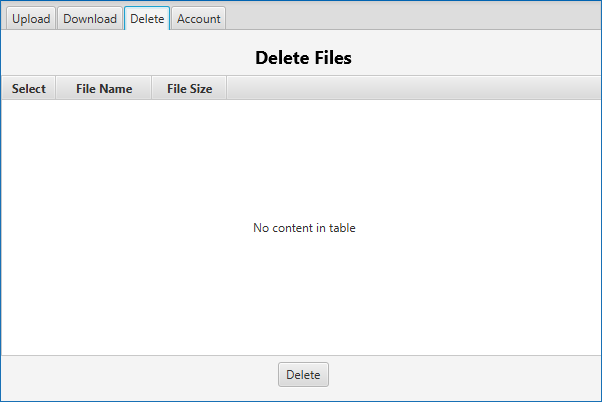 Upload Download Delete Account
Delete Files
Select File Name File Size
No content in table
Delete